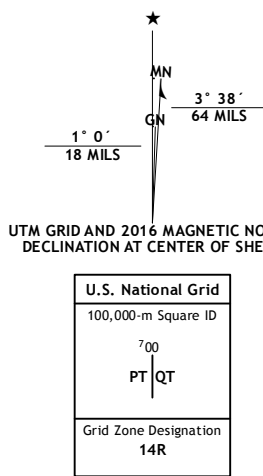 ★
MN
3° 38´
64 MILS
GN
1° 0´
18 MILS
UTM GRID AND 2016 MAGNETIC NO
DECLINATION AT CENTER OF SHE
U.S. National Grid
100,000-m Square ID
⁷00
PT QT
Grid Zone Designation
14R